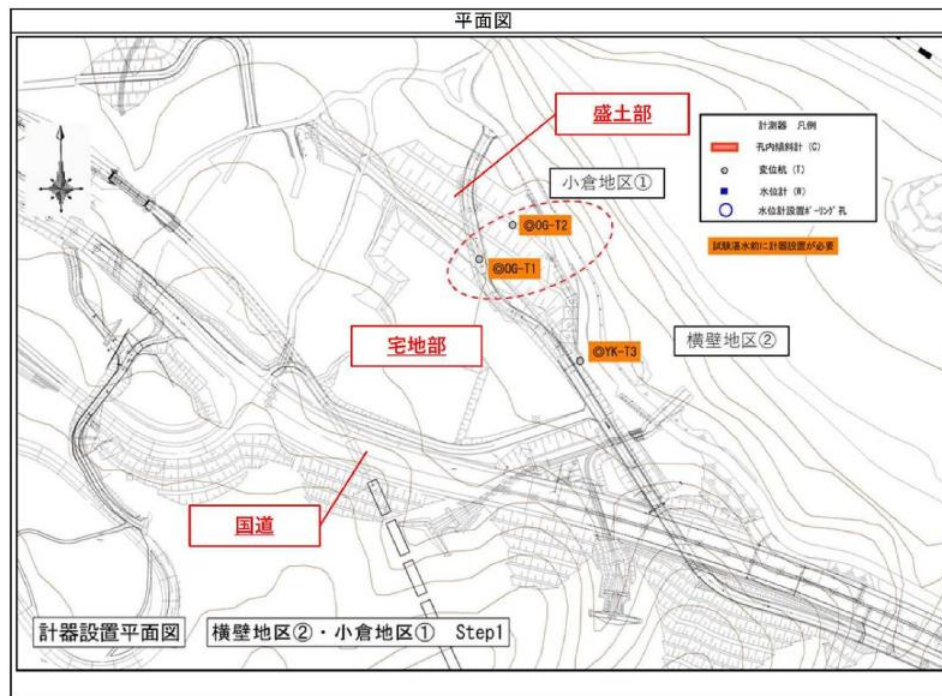 平面図
盛土部
計測器 凡例
孔内傾斜計 (C)
変位杭 (T)
水位計 (W)
水位計設置ボーリング孔
小倉地区①
試験湛水前に計器設置が必要
◎OG-T2
◎OG-T1
宅地部
横壁地区②
◎YK-T3
国道
計器設置平面図
横壁地区②・小倉地区① Step1